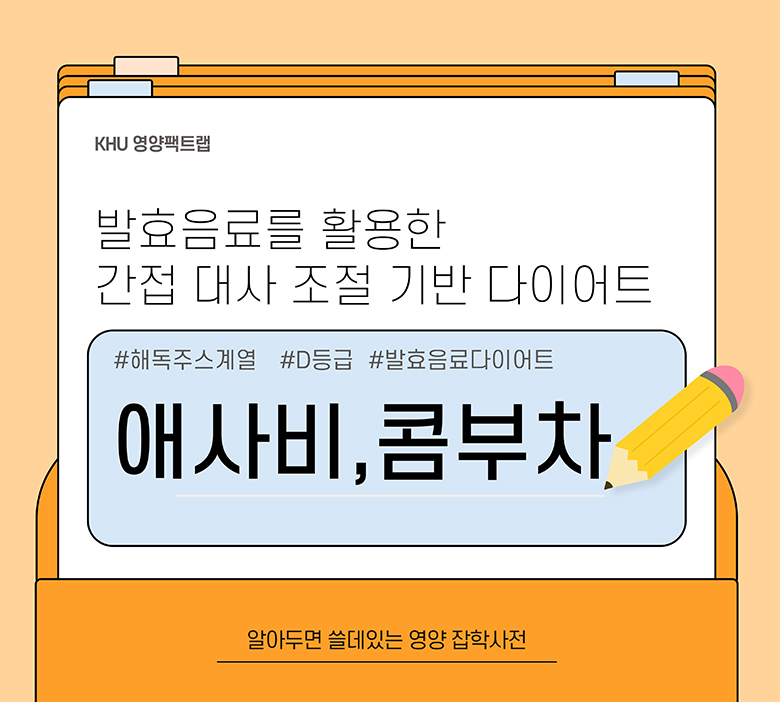 KHU 영양팩트랩
발효음료를 활용한
간접 대사 조절 기반 다이어트
#해독주스계열 #D등급 #발효음료다이어트
애사비,콤부차
알아두면 쓸데있는 영양 잡학사전